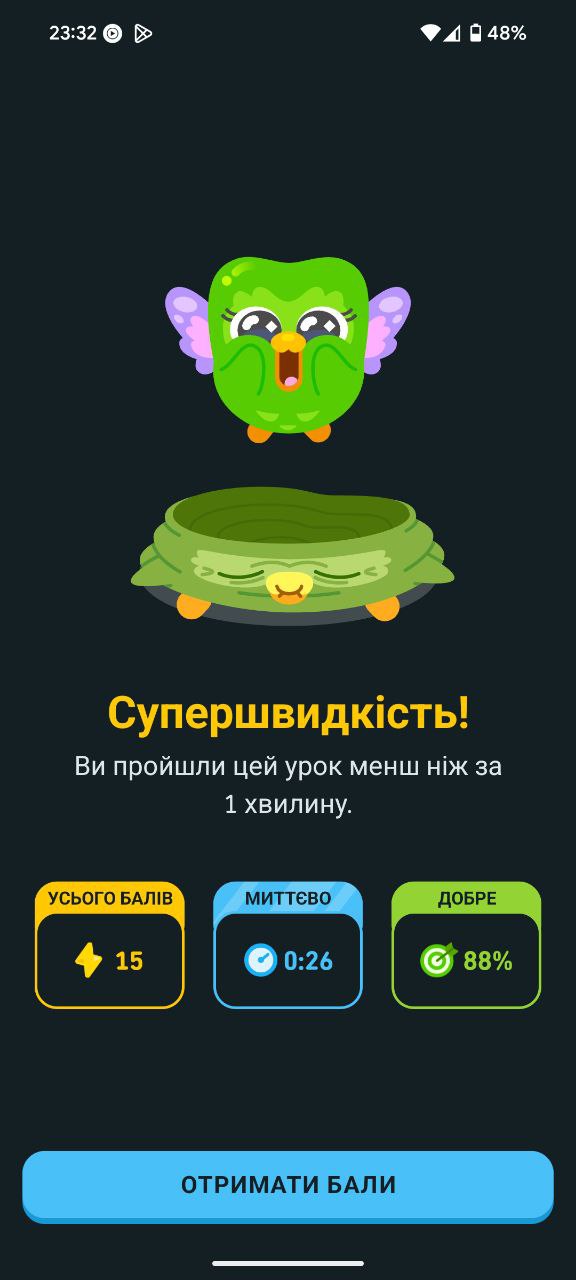 23:32
48%
Супершвидкість!
Ви пройшли цей урок менш ніж за
1 хвилину.
УСЬОГО БАЛІВ
МИТТЄВО
ДОБРЕ
15
0:26
88%
ОТРИМАТИ БАЛИ